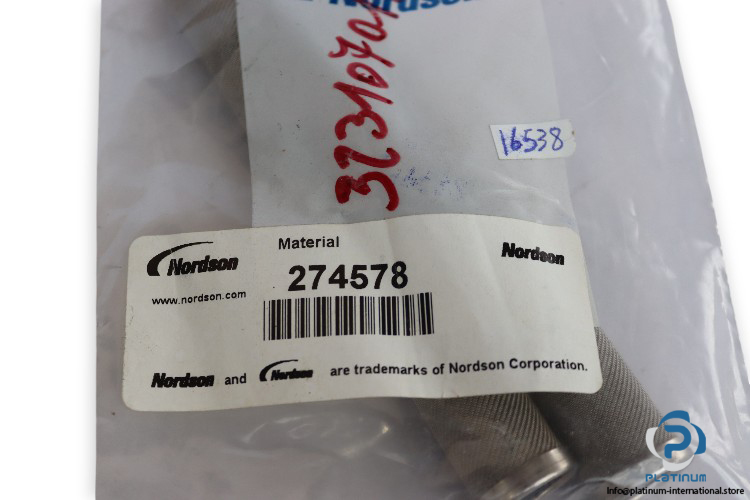 Nordson
16538
Nordson
Material
Nordson
www.nordson.com
274578
Nordson and Nordson are trademarks of Nordson Corporation.
PLATINUM
info@platinum-international.store